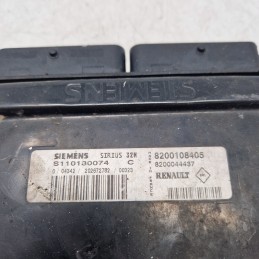 SIEMENS
SIEMENS SIRIUS 32N
S110130074 C
8200108405
8200044437
RENAULT